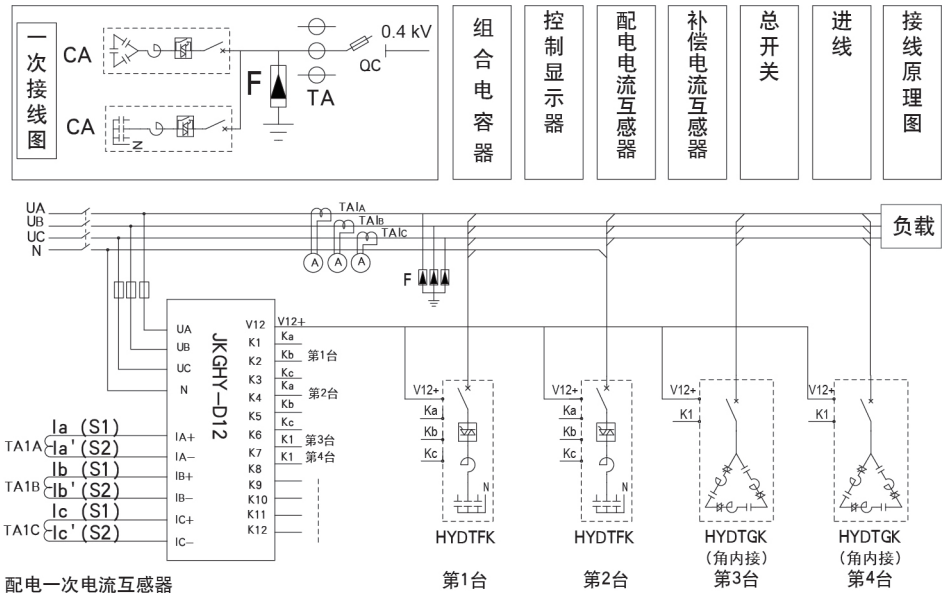 一次接线图
CA
CA
N
F
TA
QC
0.4 kV
组合电容器
控制显示器
配电电流互感器
补偿电流互感器
总开关
进线
接线原理图
UA
UB
UC
N
TA1A
TA1B
TA1C
A
A
A
F
负载
JKGHY-D12
UA
UB
UC
N
IA+
IA-
IB+
IB-
IC+
IC-
V12
K1
K2
K3
K4
K5
K6
K7
K8
K9
K10
K11
K12
V12+
Ka
Kb 第1台
Kc
Ka
第2台
Kb
Kc
K1 第3台
K1 第4台
TA1A
Ia (S1)
Ia' (S2)
TA1B
Ib (S1)
Ib' (S2)
TA1C
Ic (S1)
Ic' (S2)
V12+
Ka
Kb
Kc
N
HYDTFK
第1台
V12+
Ka
Kb
Kc
N
HYDTFK
第2台
V12+
K1
HYDTGK
(角内接)
第3台
V12+
K1
HYDTGK
(角内接)
第4台
配电一次电流互感器